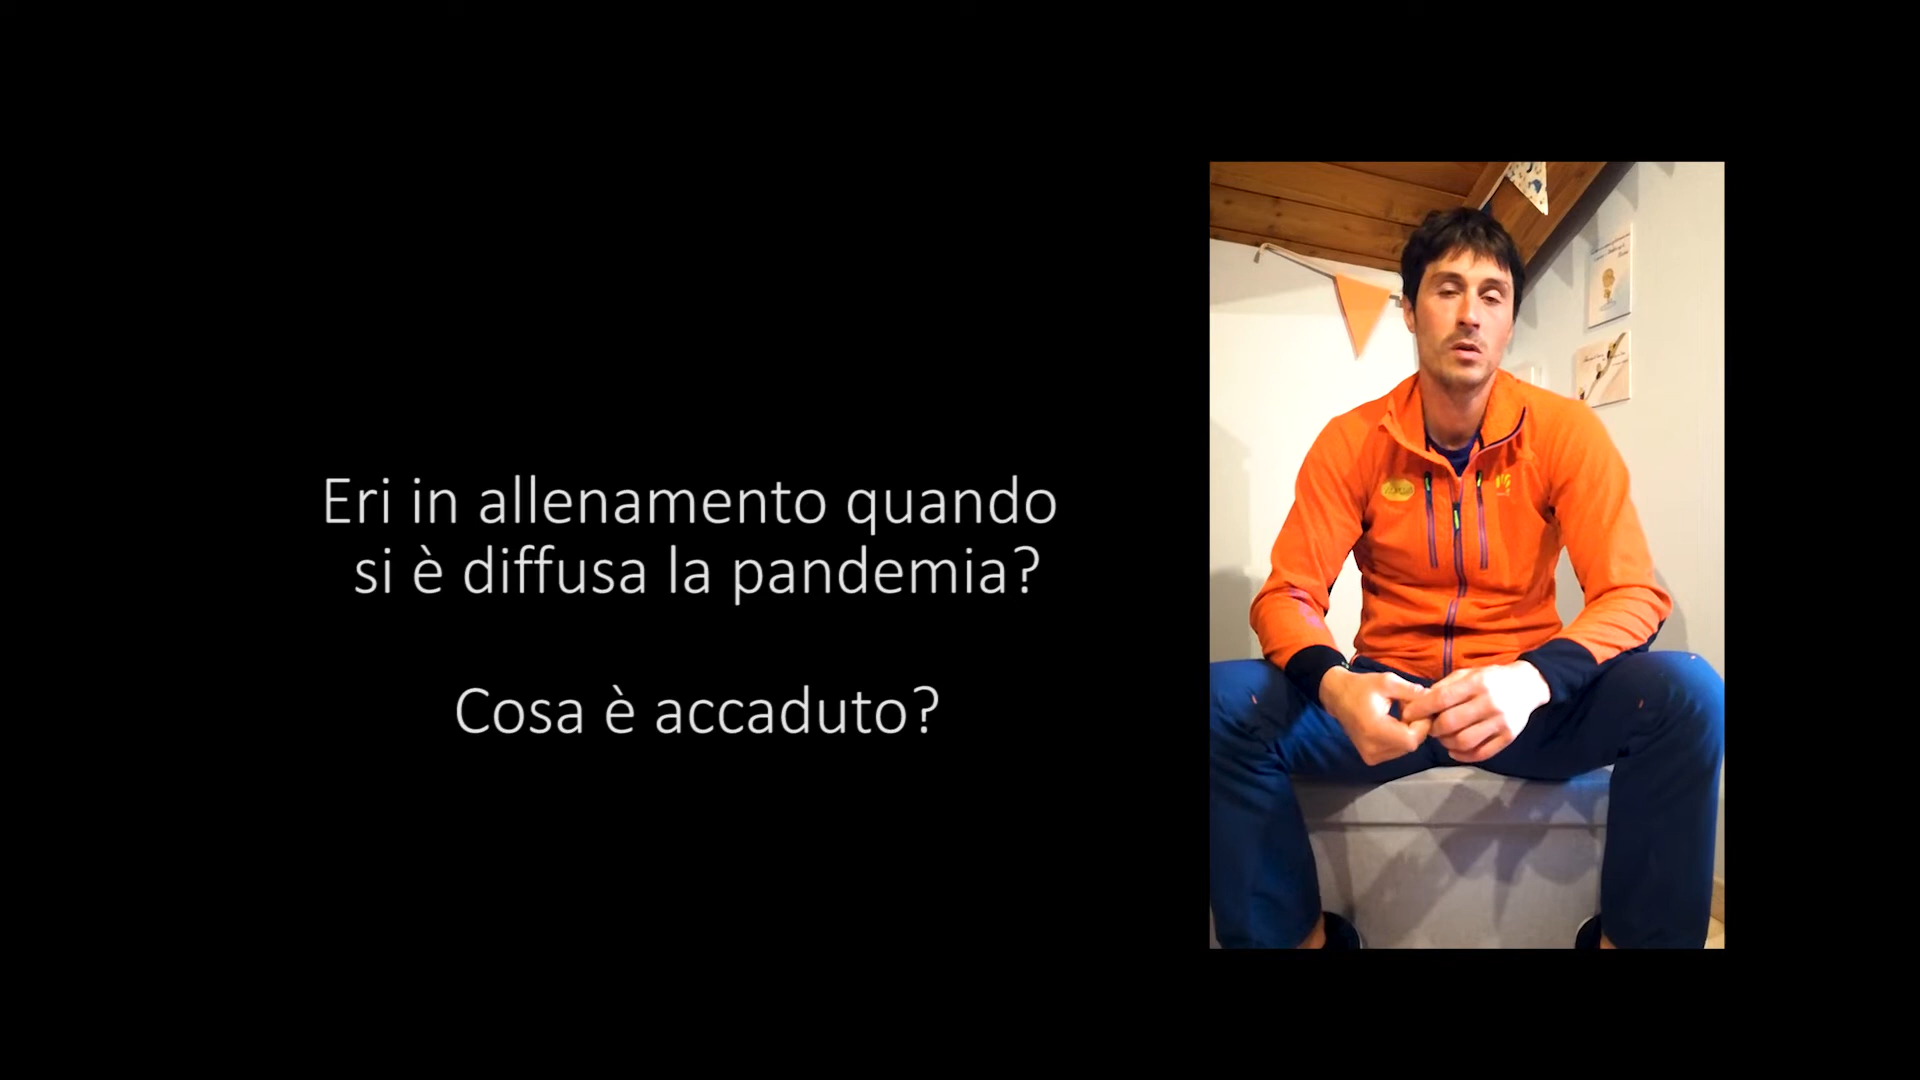 Eri in allenamento quando
si è diffusa la pandemia?
Cosa è accaduto?